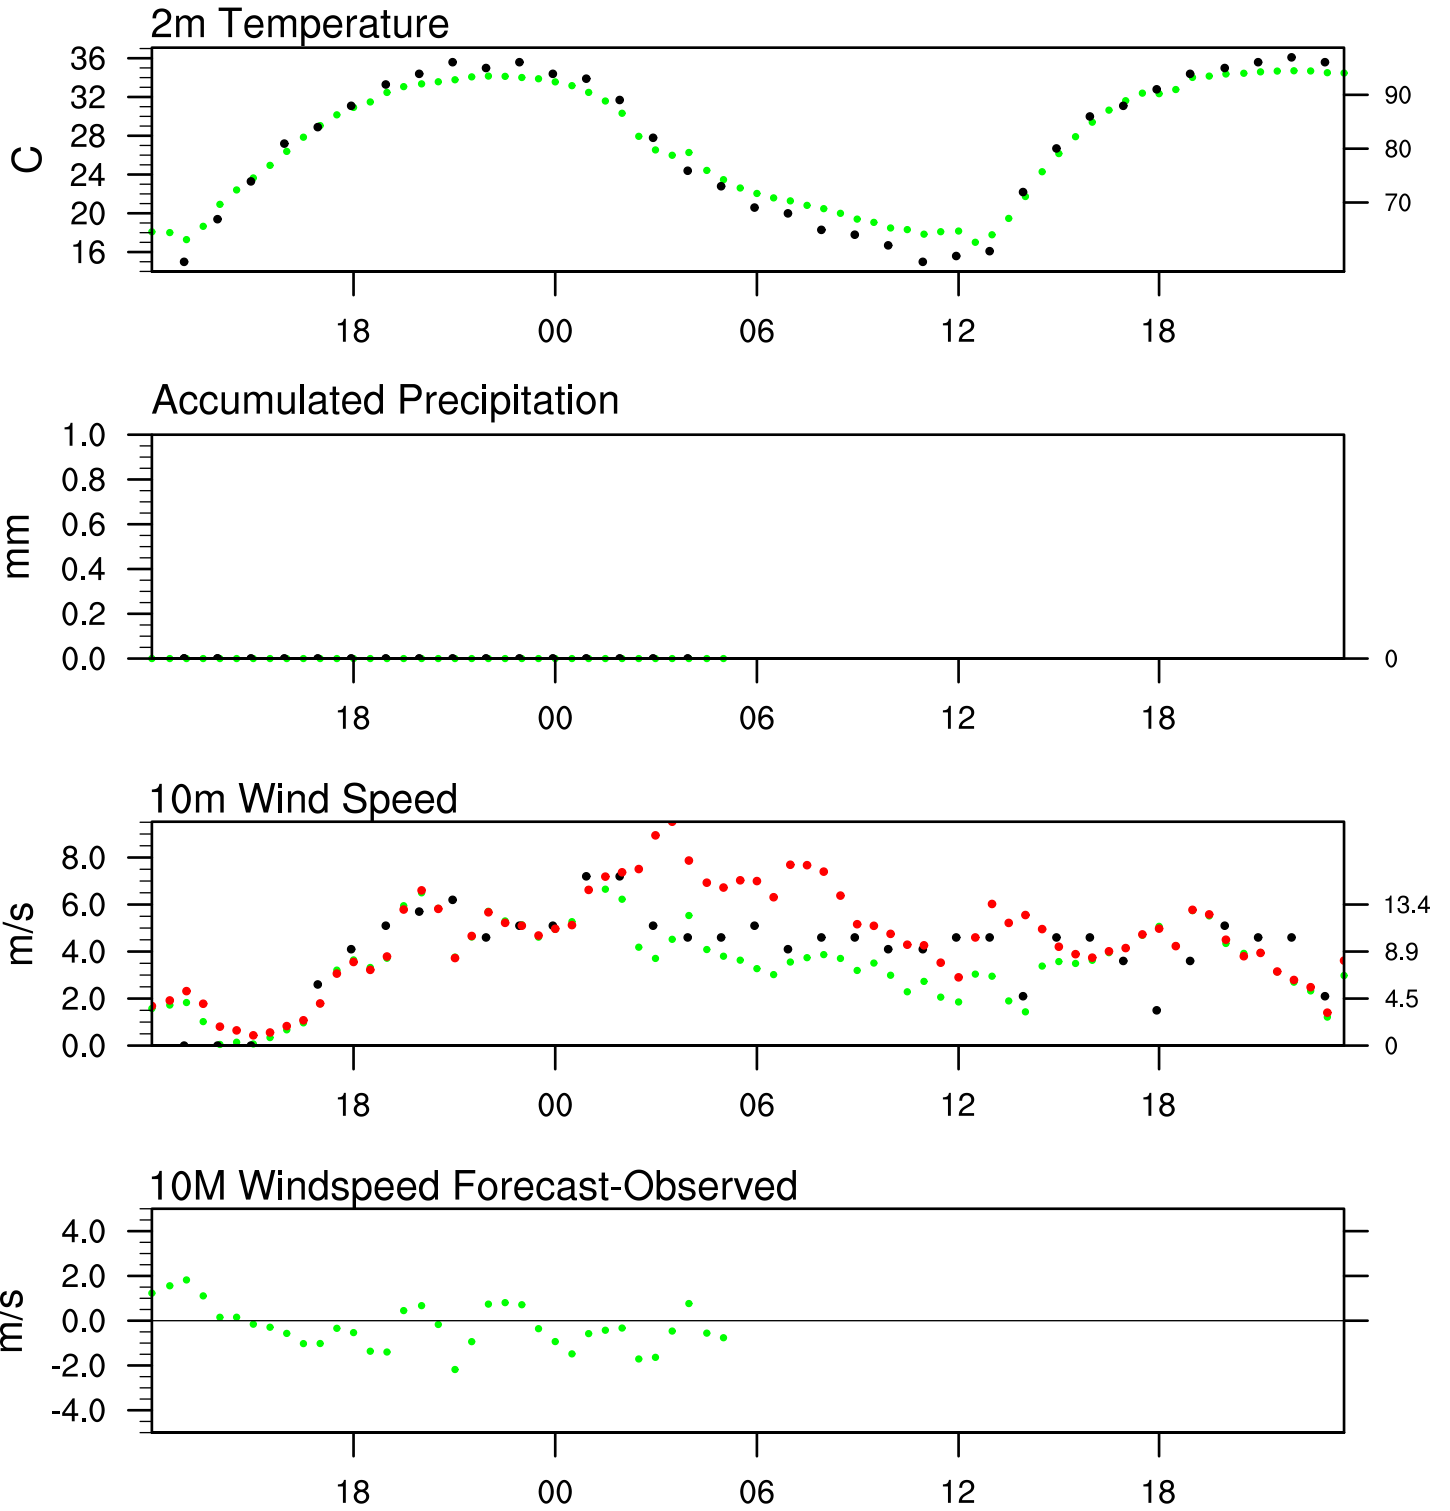 2m Temperature
36
32
28
24
20
16
C
90
80
70
18 00 06 12 18
Accumulated Precipitation
1.0
0.8
0.6
0.4
0.2
0.0
mm
0
18 00 06 12 18
10m Wind Speed
8.0
6.0
4.0
2.0
0.0
m/s
13.4
8.9
4.5
0
18 00 06 12 18
10M Windspeed Forecast-Observed
4.0
2.0
0.0
-2.0
-4.0
m/s
18 00 06 12 18